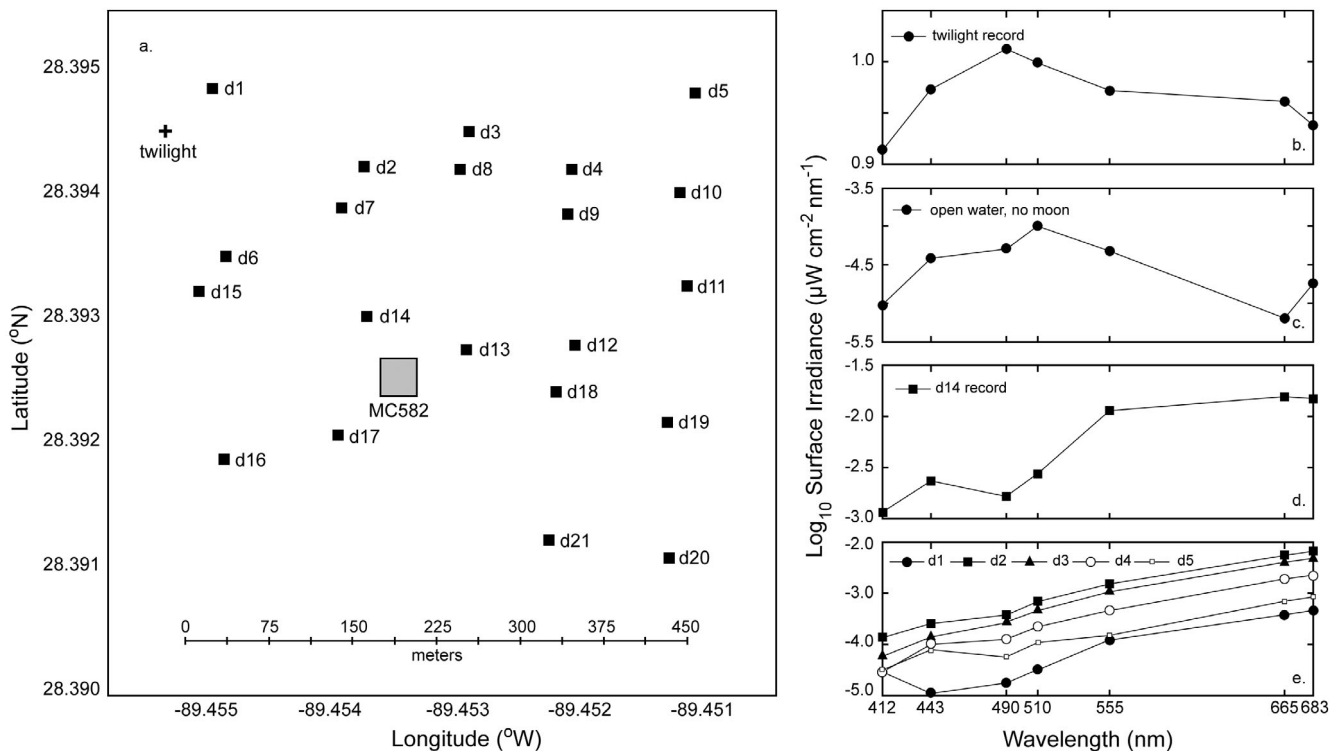 a.
28.395
28.394
28.393
28.392
28.391
28.390
Latitude (°N)
d1
d5
twilight
d3
d2
d8
d4
d7
d10
d9
d6
d15
d11
d14
d13
d12
MC582
d18
d17
d19
d16
d21
d20
0 75 150 225 300 375 450
meters
-89.455 -89.454 -89.453 -89.452 -89.451
Longitude (°W)
Log10 Surface Irradiance (µW cm-2 nm-1)
twilight record
1.0
0.9
b.
open water, no moon
-3.5
-4.5
-5.5
c.
d14 record
-1.5
-2.0
-2.5
-3.0
d.
d1 d2 d3 d4 d5
-2.0
-3.0
-4.0
-5.0
e.
412 443 490 510 555 665 683
Wavelength (nm)